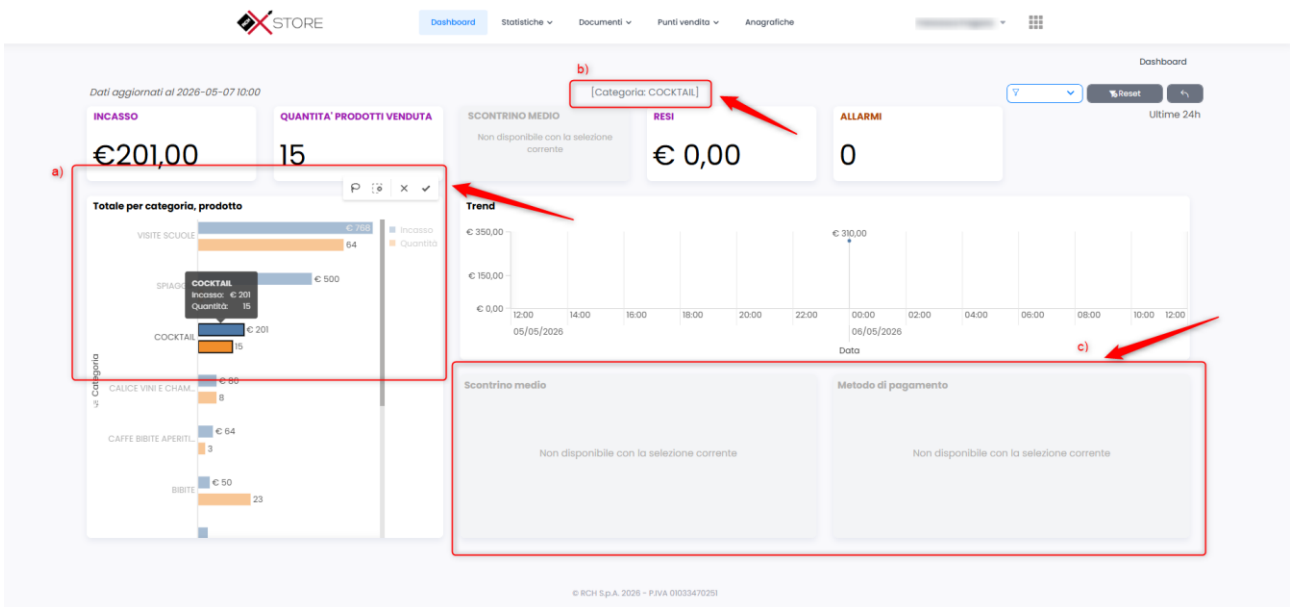 RCH STORE
Dashboard Statistiche Documenti Punti vendita Anagrafiche
Dashboard
b)
Dati aggiornati al 2026-05-07 10:00
[Categoria: COCKTAIL]
Reset
Ultime 24h
INCASSO
€201,00
QUANTITA' PRODOTTI VENDUTA
15
SCONTRINO MEDIO
Non disponibile con la selezione
corrente
RESI
€ 0,00
ALLARMI
0
a)
Totale per categoria, prodotto
VISITE SCUOLE
€ 768
64
Incasso
Quantità
SPIAGG
€ 500
COCKTAIL
Incasso: € 201
Quantità: 15
COCKTAIL
€ 201
15
Categoria
CALICE VINI E CHAM...
€ 80
8
CAFFE BIBITE APERITI...
€ 64
3
BIBITE
€ 50
23
Trend
€ 350,00
€ 310,00
€ 150,00
€ 0,00
12:00 14:00 16:00 18:00 20:00 22:00 00:00 02:00 04:00 06:00 08:00 10:00 12:00
05/05/2026 06/05/2026
Data
c)
Scontrino medio
Non disponibile con la selezione corrente
Metodo di pagamento
Non disponibile con la selezione corrente
© RCH S.p.A. 2026 - P.IVA 01033470251